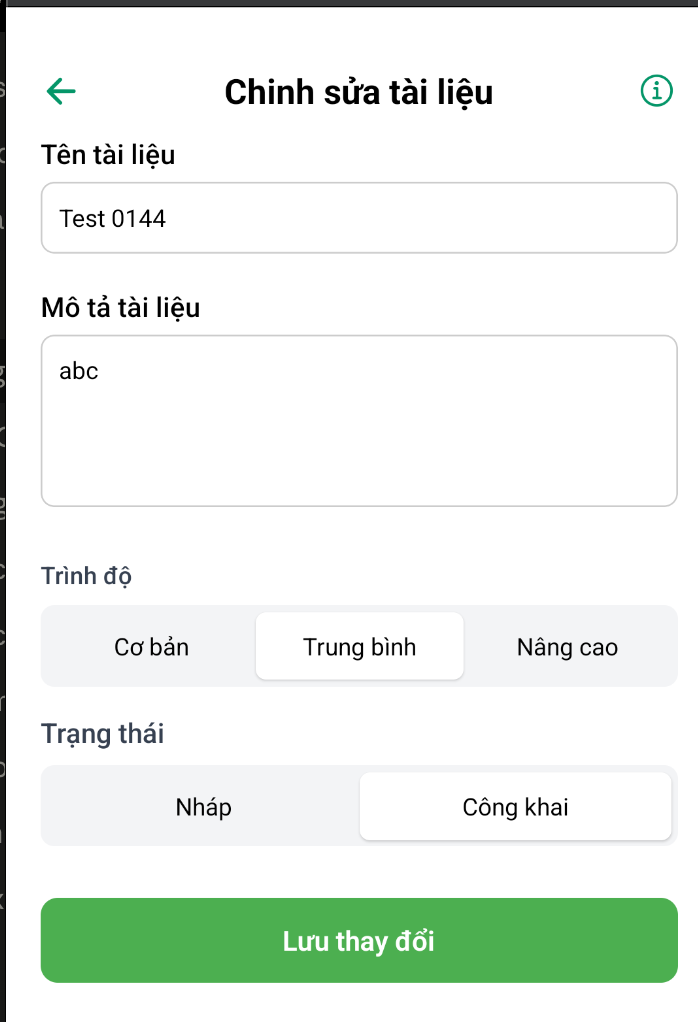 Chinh sửa tài liệu
Tên tài liệu
Test 0144
Mô tả tài liệu
abc
Trình độ
Cơ bản Trung bình Nâng cao
Trạng thái
Nháp Công khai
Lưu thay đổi